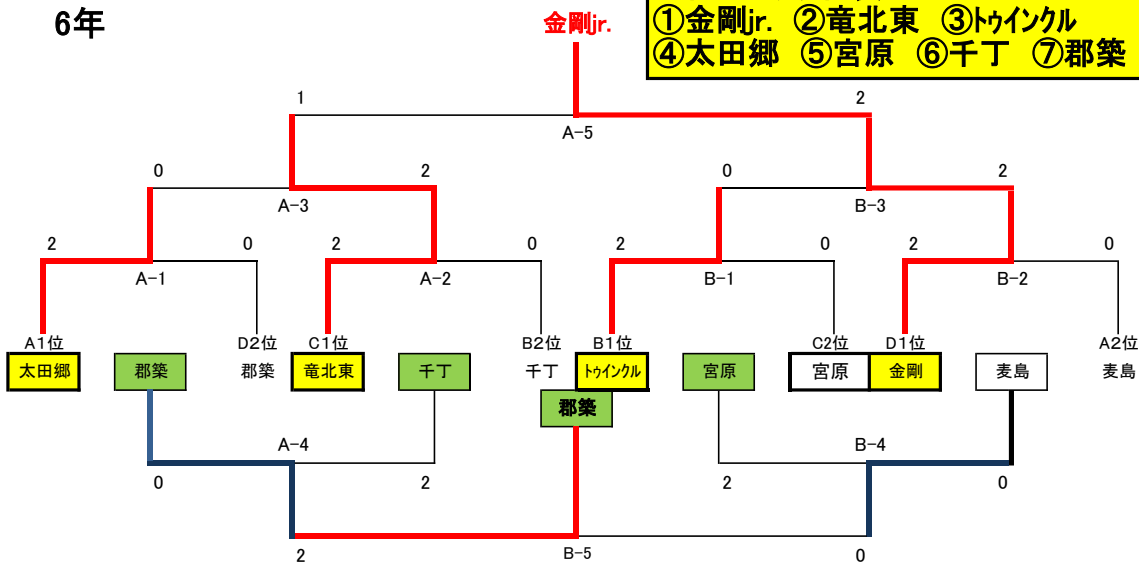 6年
金剛jr.
①金剛jr. ②竜北東 ③トゥインクル
④太田郷 ⑤宮原 ⑥千丁 ⑦郡築
1 2
A-5
0 2 0 2
A-3 B-3
2 0 2 0 2 0 2 0
A-1 A-2 B-1 B-2
A1位 D2位 C1位 B2位 B1位 C2位 D1位 A2位
太田郷 郡築 郡築 竜北東 千丁 千丁 トゥインクル 宮原 宮原 金剛 麦島 麦島
郡築
A-4 B-4
0 2 2 0
2 B-5 0